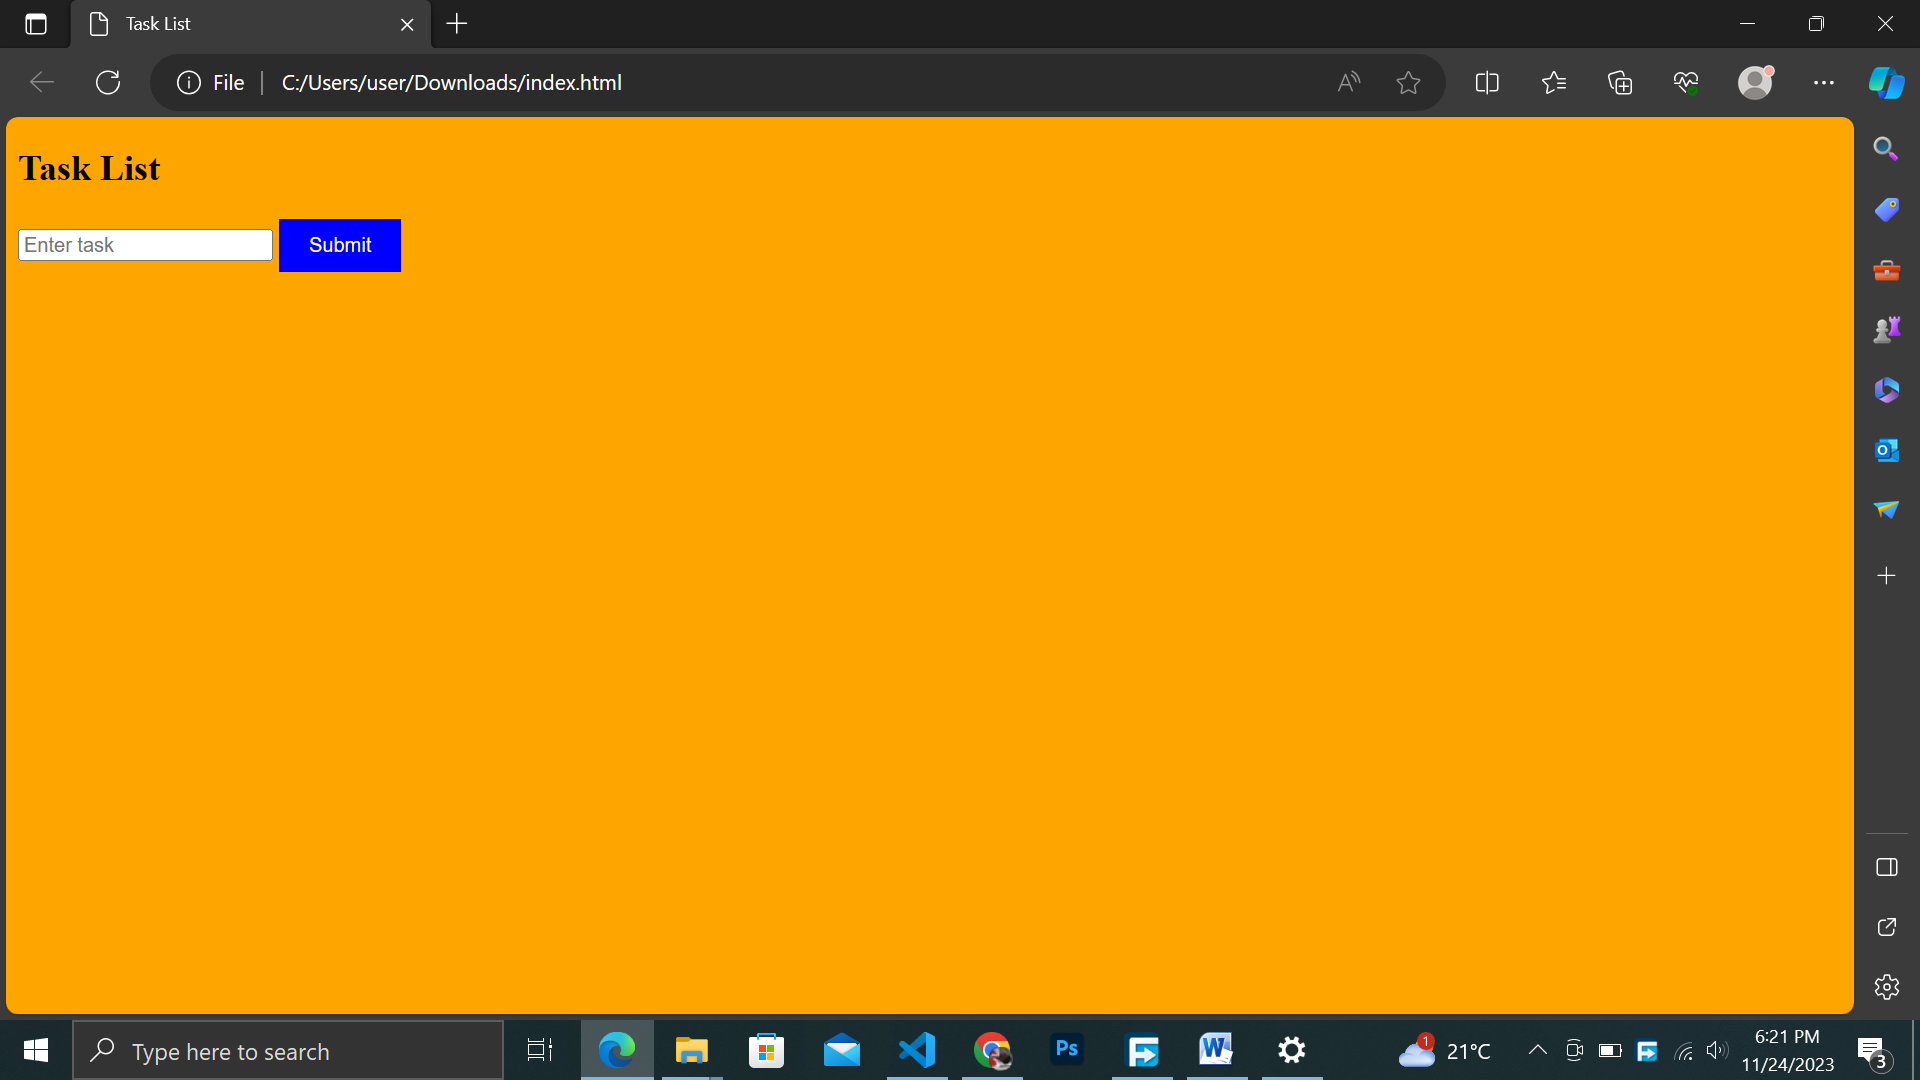 Task List
File
C:/Users/user/Downloads/index.html
Task List
Enter task
Submit
Type here to search
Ps
1
21°C
6:21 PM
11/24/2023
3